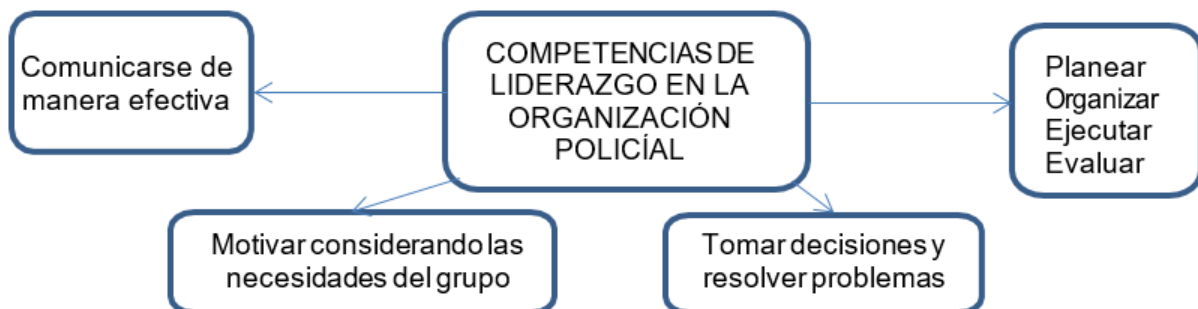 COMPETENCIAS DE
LIDERAZGO EN LA
ORGANIZACIÓN
POLICÍAL
Comunicarse de
manera efectiva
Planear
Organizar
Ejecutar
Evaluar
Motivar considerando las
necesidades del grupo
Tomar decisiones y
resolver problemas